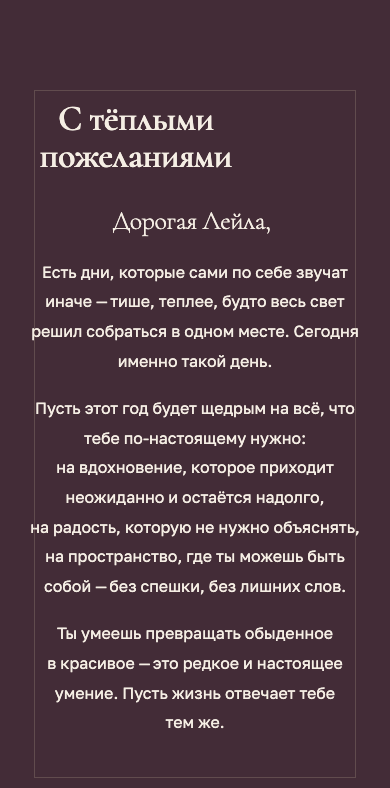 С тёплыми
пожеланиями
Дорогая Лейла,
Есть дни, которые сами по себе звучат
иначе — тише, теплее, будто весь свет
решил собраться в одном месте. Сегодня
именно такой день.
Пусть этот год будет щедрым на всё, что
тебе по-настоящему нужно:
на вдохновение, которое приходит
неожиданно и остаётся надолго,
на радость, которую не нужно объяснять,
на пространство, где ты можешь быть
собой — без спешки, без лишних слов.
Ты умеешь превращать обыденное
в красивое — это редкое и настоящее
умение. Пусть жизнь отвечает тебе
тем же.